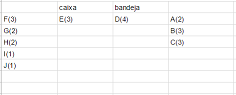 caixa bandeja
F(3) E(3) D(4) A(2)
G(2) B(3)
H(2) C(3)
I(1)
J(1)